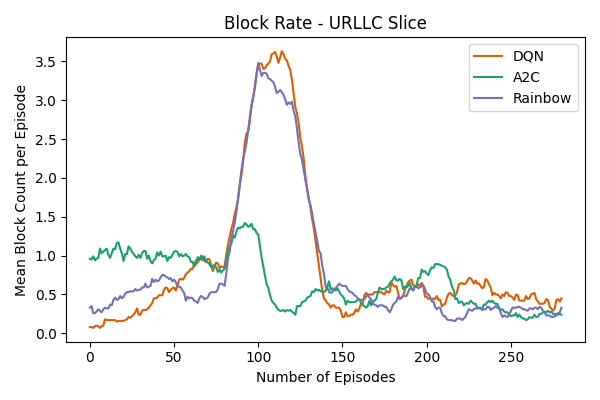 Block Rate - URLLC Slice
Mean Block Count per Episode
3.5
3.0
2.5
2.0
1.5
1.0
0.5
0.0
DQN
A2C
Rainbow
0 50 100 150 200 250
Number of Episodes